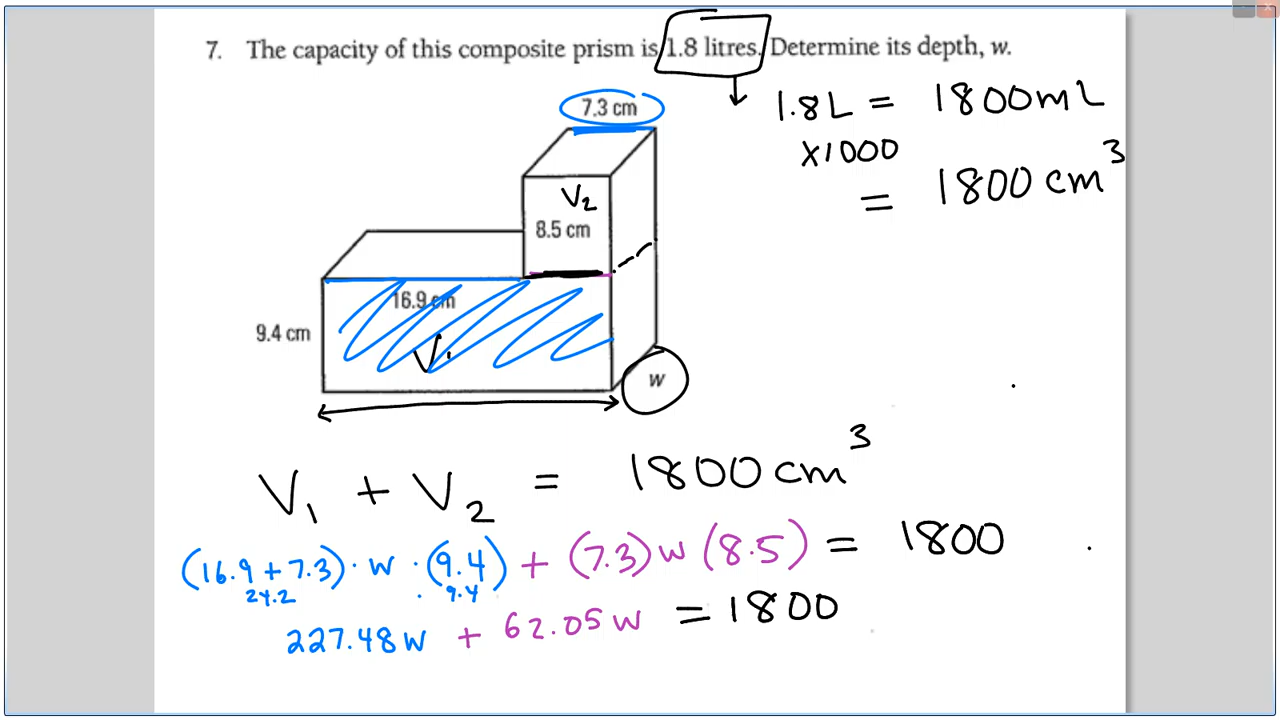 7. The capacity of this composite prism is 1.8 litres. Determine its depth, w.
7.3 cm
1.8L = 1800mL
x1000
= 1800 cm³
V₂
8.5 cm
16.9 cm
9.4 cm
V₁
w
V₁ + V₂ = 1800 cm³
(16.9 + 7.3) · w · (9.4) + (7.3) w (8.5) = 1800
24.2 9.4
227.48w + 62.05w = 1800